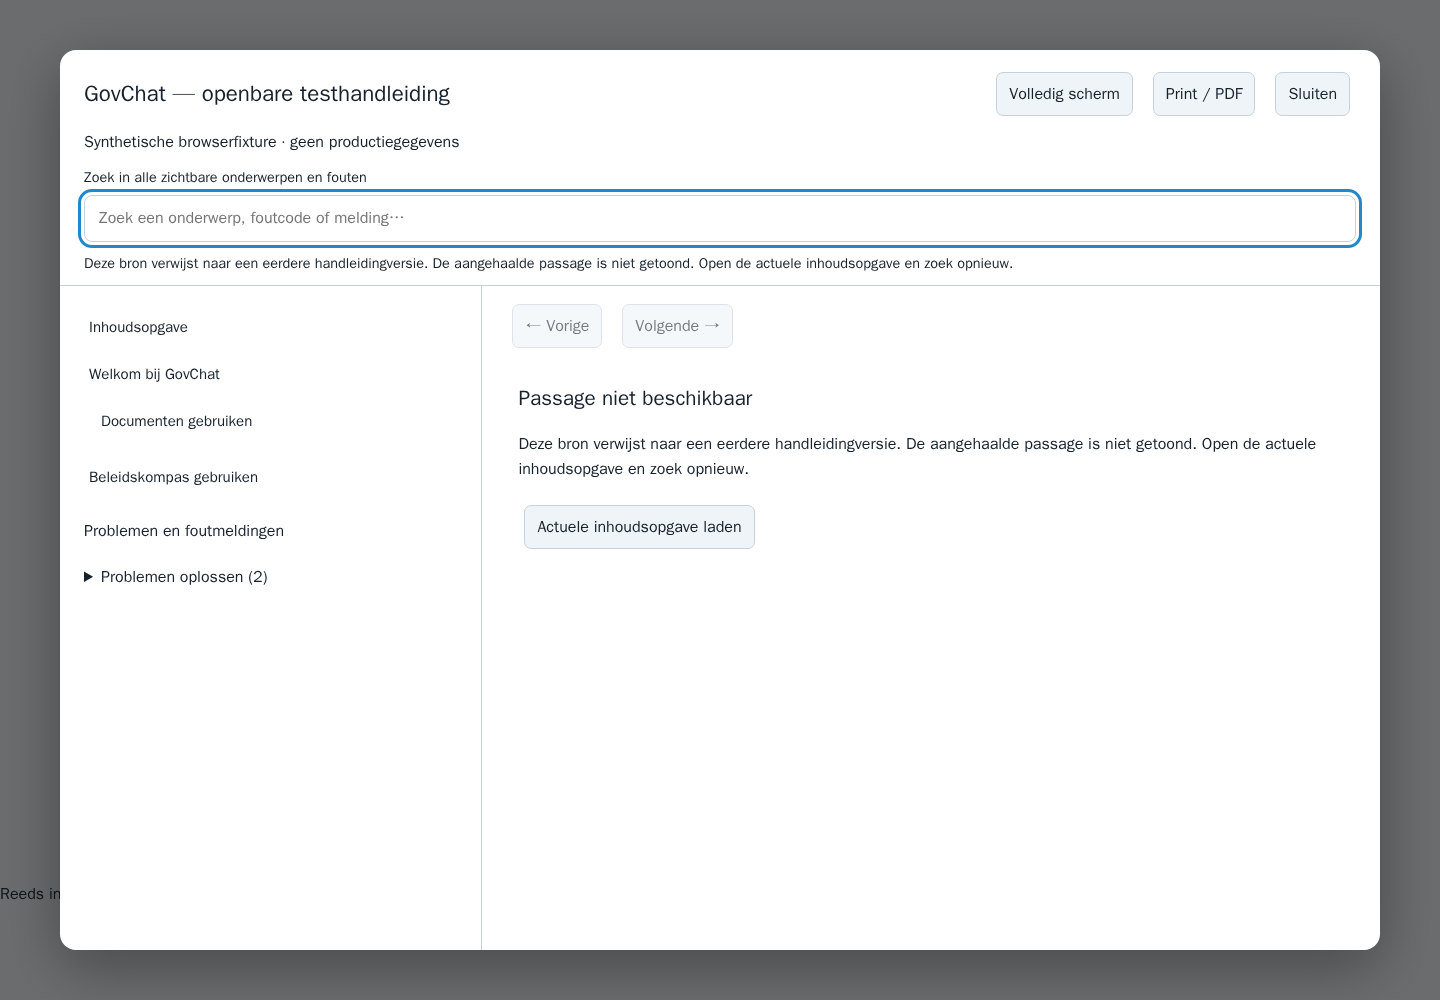 GovChat — openbare testhandleiding
Volledig scherm
Print / PDF
Sluiten
Synthetische browserfixture · geen productiegegevens
Zoek in alle zichtbare onderwerpen en fouten
Zoek een onderwerp, foutcode of melding…
Deze bron verwijst naar een eerdere handleidingversie. De aangehaalde passage is niet getoond. Open de actuele inhoudsopgave en zoek opnieuw.
Inhoudsopgave
Welkom bij GovChat
Documenten gebruiken
Beleidskompas gebruiken
Problemen en foutmeldingen
▶ Problemen oplossen (2)
← Vorige
Volgende →
Passage niet beschikbaar
Deze bron verwijst naar een eerdere handleidingversie. De aangehaalde passage is niet getoond. Open de actuele
inhoudsopgave en zoek opnieuw.
Actuele inhoudsopgave laden
Reeds in